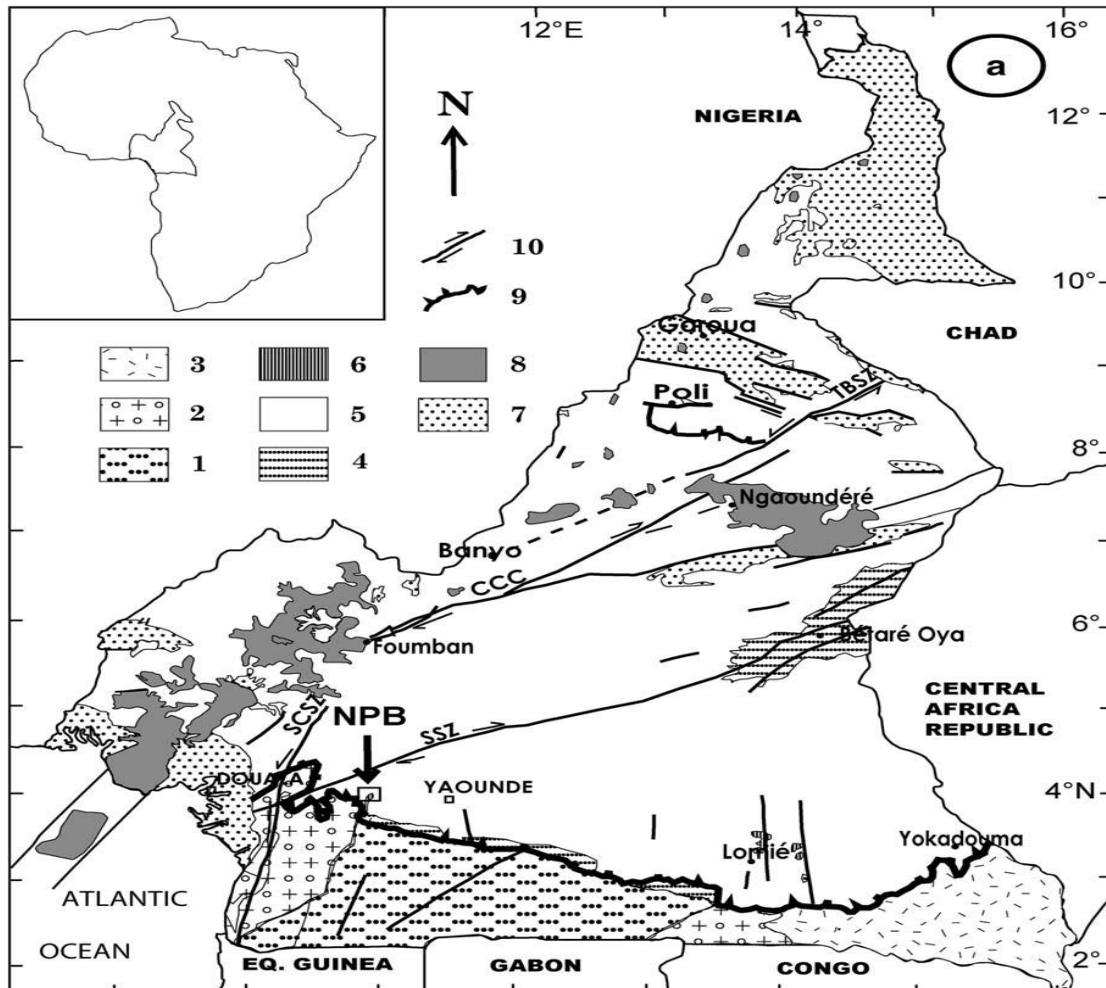 12°E 14° 16°
a
N
NIGERIA
12°
10
9
10°
Garoua
CHAD
3 6 8
TBSZ
Poli
2 5 7
8°
1 4
Ngaoundéré
Banyo
CCC
6°
Bétaré Oya
Foumban
CENTRAL
AFRICA
REPUBLIC
SCSZ
NPB
SSZ
DOUALA
YAOUNDE
4°N
Yokadouma
Lomié
ATLANTIC
OCEAN
EQ. GUINEA GABON CONGO
2°